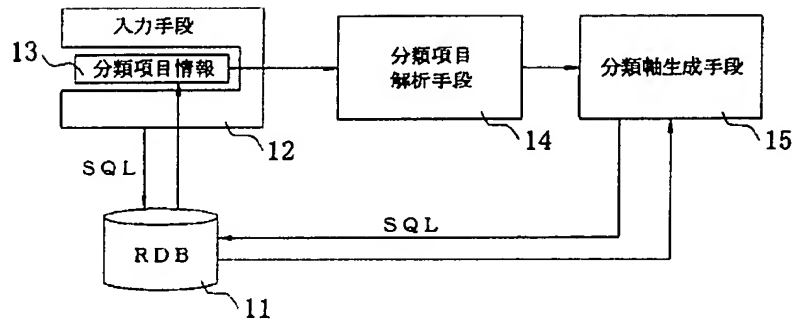 入力手段
13
分類項目情報
12
分類項目
解析手段
14
分類軸生成手段
15
SQL
SQL
RDB
11